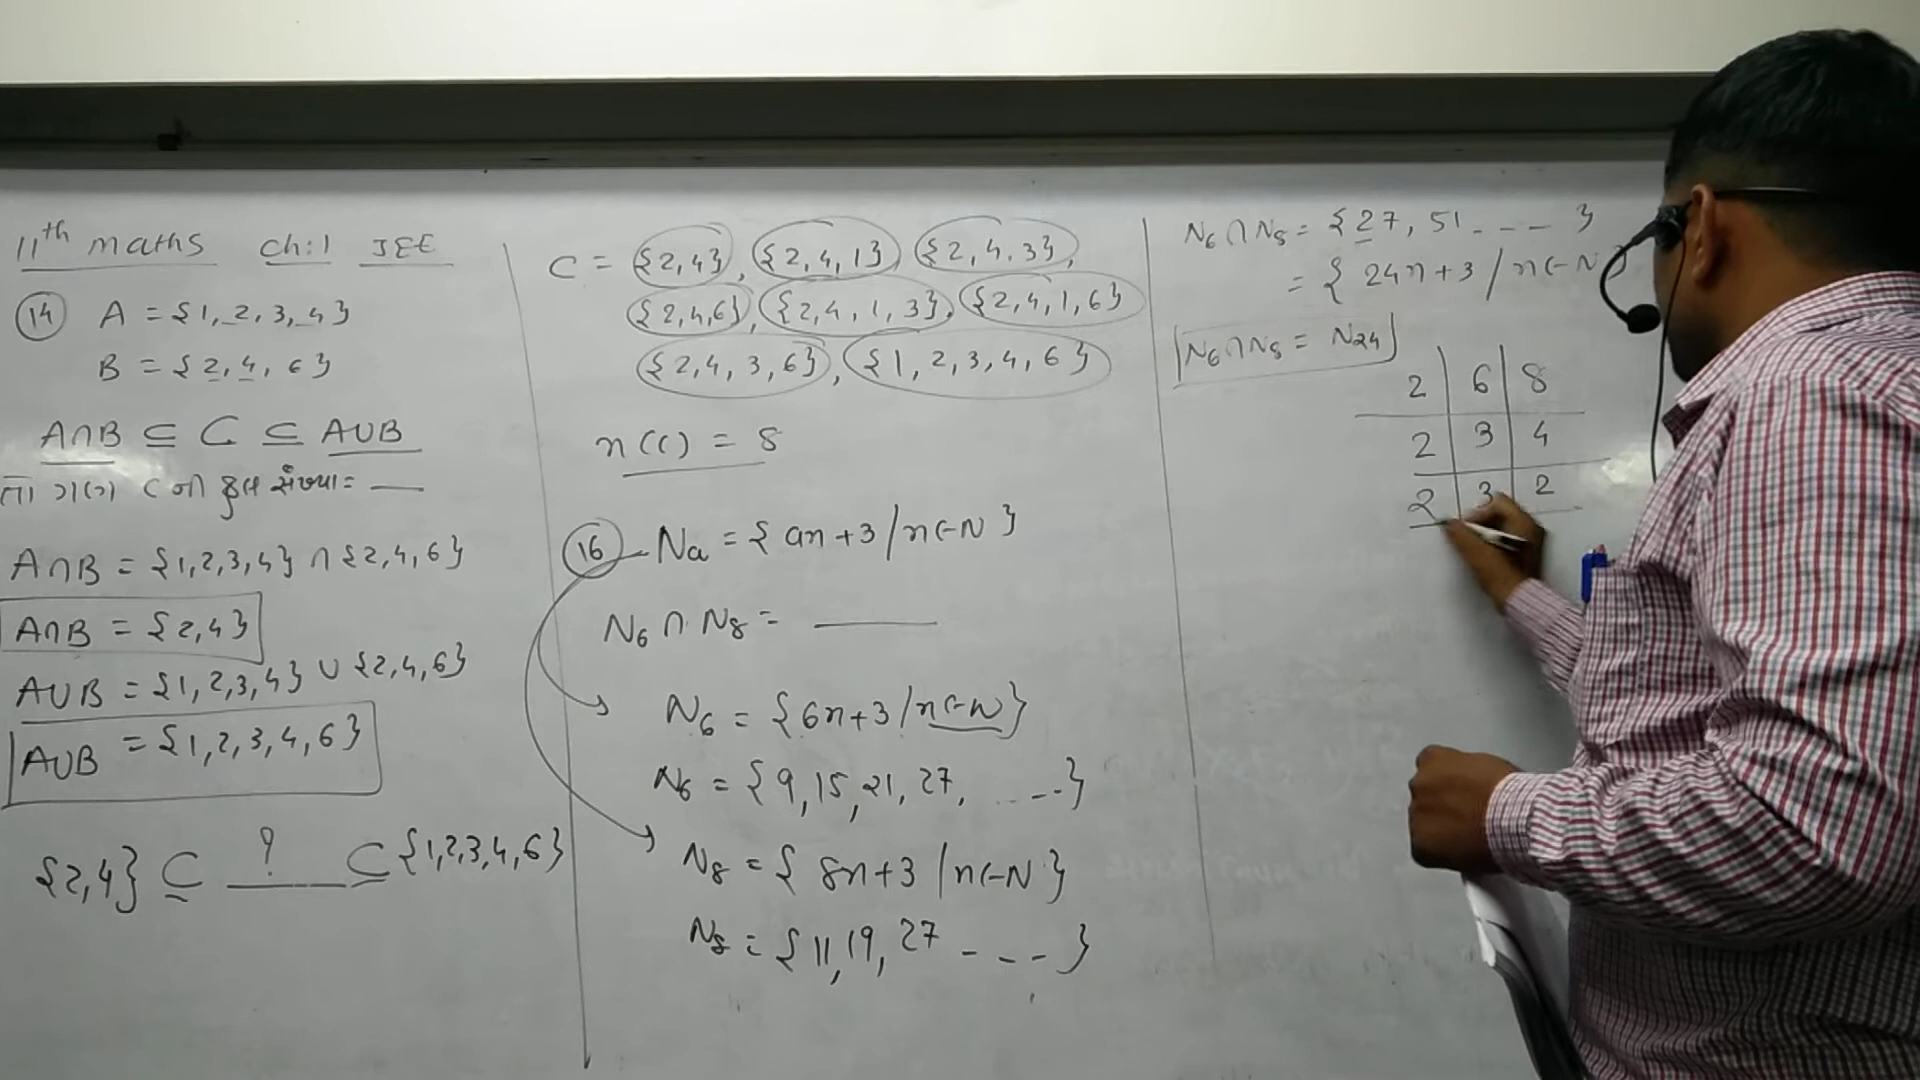 11th maths ch:1 JEE
14 A = {1, 2, 3, 4}
B = {2, 4, 6}
A∩B ⊆ C ⊆ A∪B
C ની કુલ સંખ્યા = __
A∩B = {1,2,3,4} ∩ {2,4,6}
A∩B = {2,4}
A∪B = {1,2,3,4} ∪ {2,4,6}
A∪B = {1,2,3,4,6}
{2,4} ⊆ __?__ ⊆ {1,2,3,4,6}
C = {2,4}, {2,4,1}, {2,4,3},
{2,4,6}, {2,4,1,3}, {2,4,1,6}
{2,4,3,6}, {1,2,3,4,6}
n(C) = 8
16 Na = {an+3 / n∈N}
N6 ∩ N8 = ____
N6 = {6n+3 / n∈N}
N6 = {9, 15, 21, 27, .....}
N8 = {8n+3 / n∈N}
N8 = {11, 19, 27 - - - }
N6 ∩ N8 = {27, 51 - - - }
= {24n+3 / n∈N}
N6 ∩ N8 = N24
2 6 8
2 3 4
2 3 2